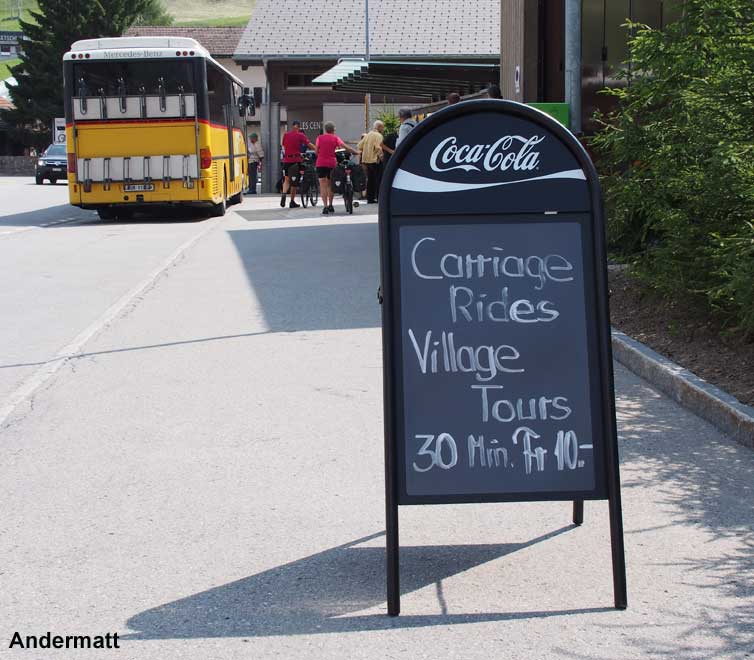 Mercedes-Benz
Coca-Cola
Carriage
Rides
Village
Tours
30 Min. Fr 10.-
Andermatt